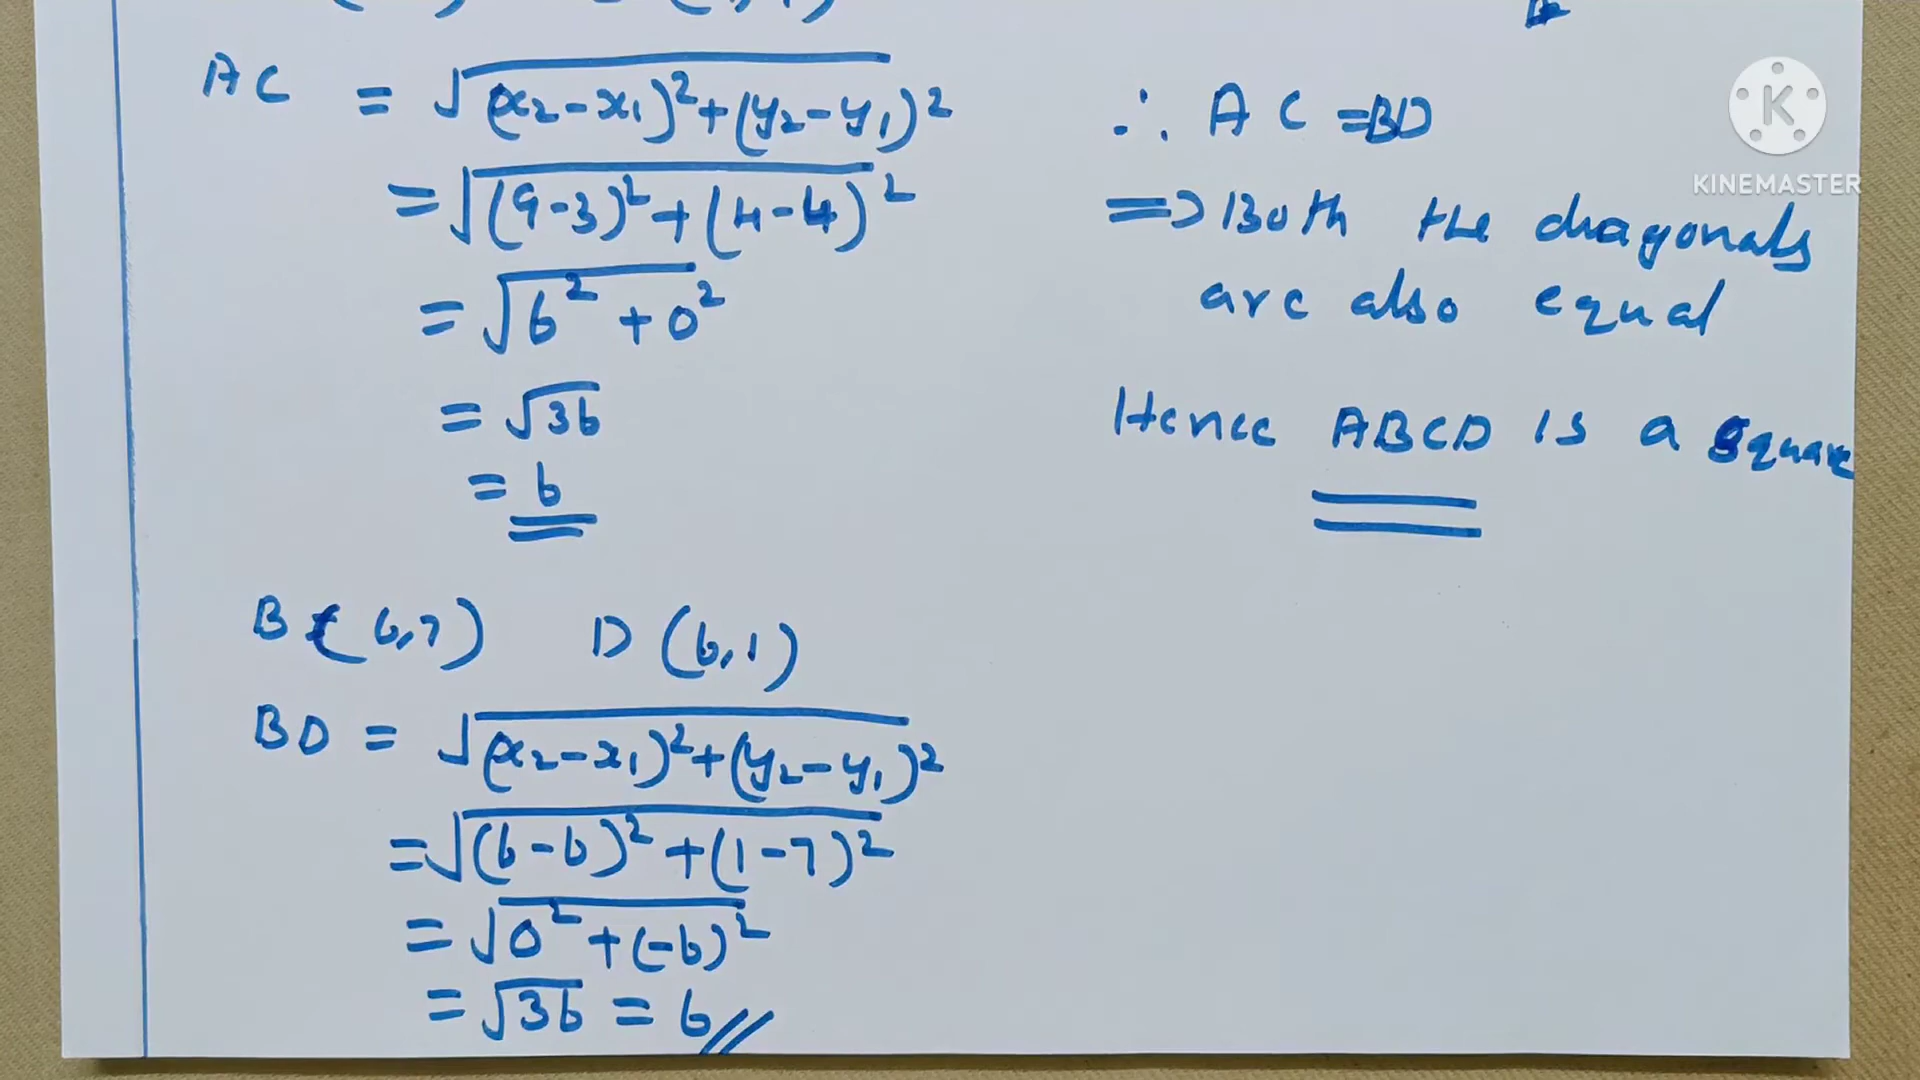 AC = √(x₂-x₁)²+(y₂-y₁)²
= √(9-3)²+(4-4)²
= √6²+0²
= √36
= 6
B(6,7) D(6,1)
BD = √(x₂-x₁)²+(y₂-y₁)²
= √(6-6)²+(1-7)²
= √0²+(-6)²
= √36 = 6//
∴ AC=BD
=> Both the diagonals
are also equal
Hence ABCD is a square
KINEMASTER